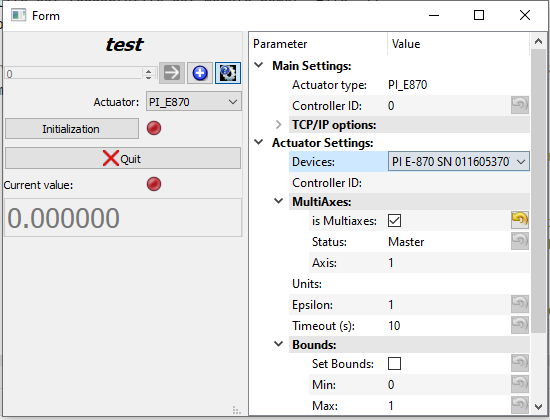 Form
test
0
Actuator: PI_E870
Initialization
Quit
Current value:
0.000000
Parameter Value
Main Settings:
Actuator type: PI_E870
Controller ID: 0
TCP/IP options:
Actuator Settings:
Devices: PI E-870 SN 011605370
Controller ID:
MultiAxes:
is Multiaxes:
Status: Master
Axis: 1
Units:
Epsilon: 1
Timeout (s): 10
Bounds:
Set Bounds:
Min: 0
Max: 1